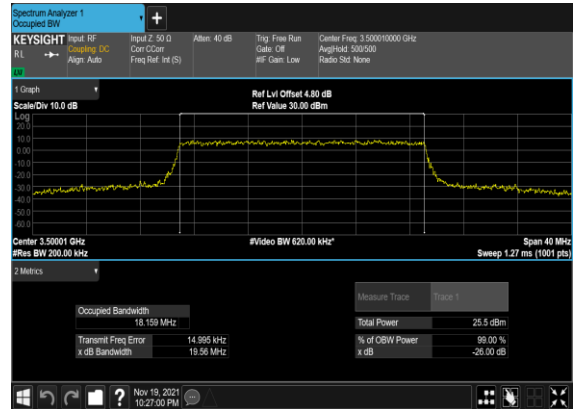 Spectrum Analyzer 1
Occupied BW
KEYSIGHT
RL
Input: RF
Coupling: DC
Align: Auto
Input Z: 50 Ω
Corr CCorr
Freq Ref: Int (S)
Atten: 40 dB
Trig: Free Run
Gate: Off
#IF Gain: Low
Center Freq: 3.500010000 GHz
Avg|Hold: 500/500
Radio Std: None
1 Graph
Scale/Div 10.0 dB
Ref Lvl Offset 4.80 dB
Ref Value 30.00 dBm
Log
20.0
10.0
0.00
-10.0
-20.0
-30.0
-40.0
-50.0
-60.0
Center 3.50001 GHz
#Res BW 200.00 kHz
#Video BW 620.00 kHz*
Span 40 MHz
Sweep 1.27 ms (1001 pts)
2 Metrics
Measure Trace Trace 1
Occupied Bandwidth
18.159 MHz
Total Power 25.5 dBm
Transmit Freq Error 14.995 kHz
% of OBW Power 99.00 %
x dB Bandwidth 19.56 MHz
x dB -26.00 dB
?
Nov 19, 2021
10:27:00 PM